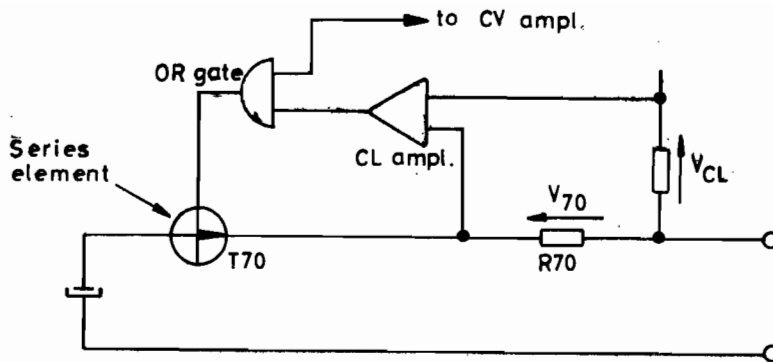 to CV ampl.
OR gate
CL ampl.
Series
element
V70
VCL
T70
R70